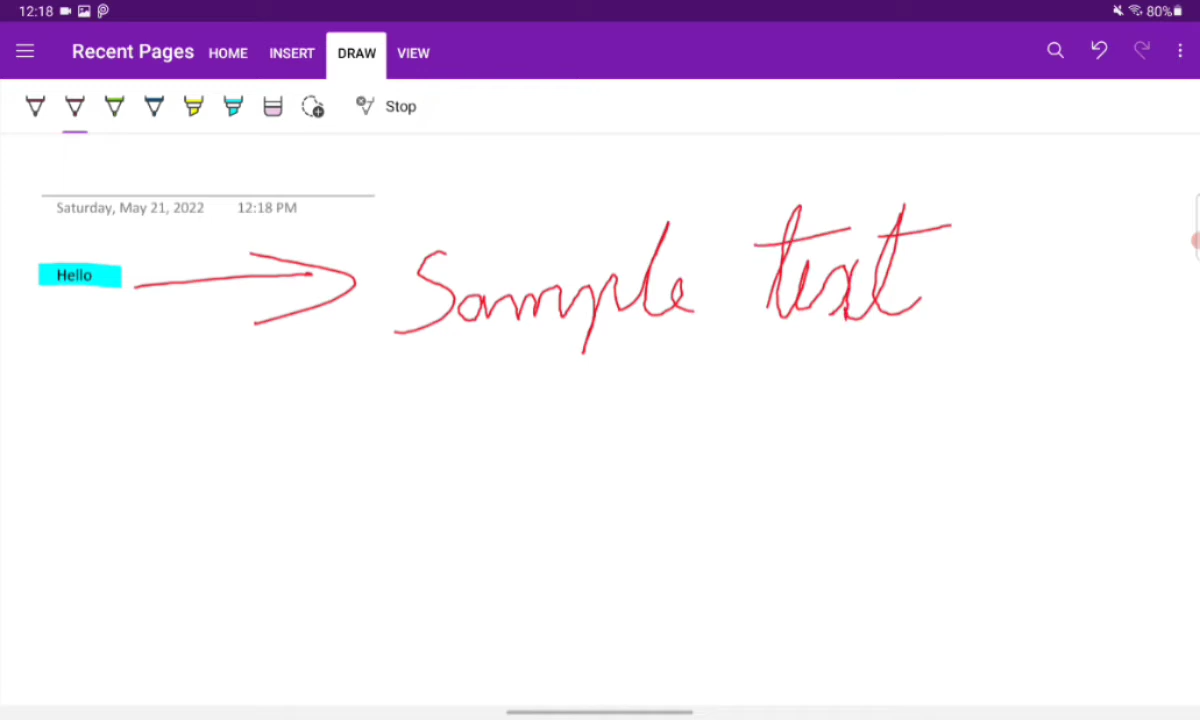 12:18 80%
Recent Pages HOME INSERT DRAW VIEW
Stop
Saturday, May 21, 2022 12:18 PM
Hello Sample text